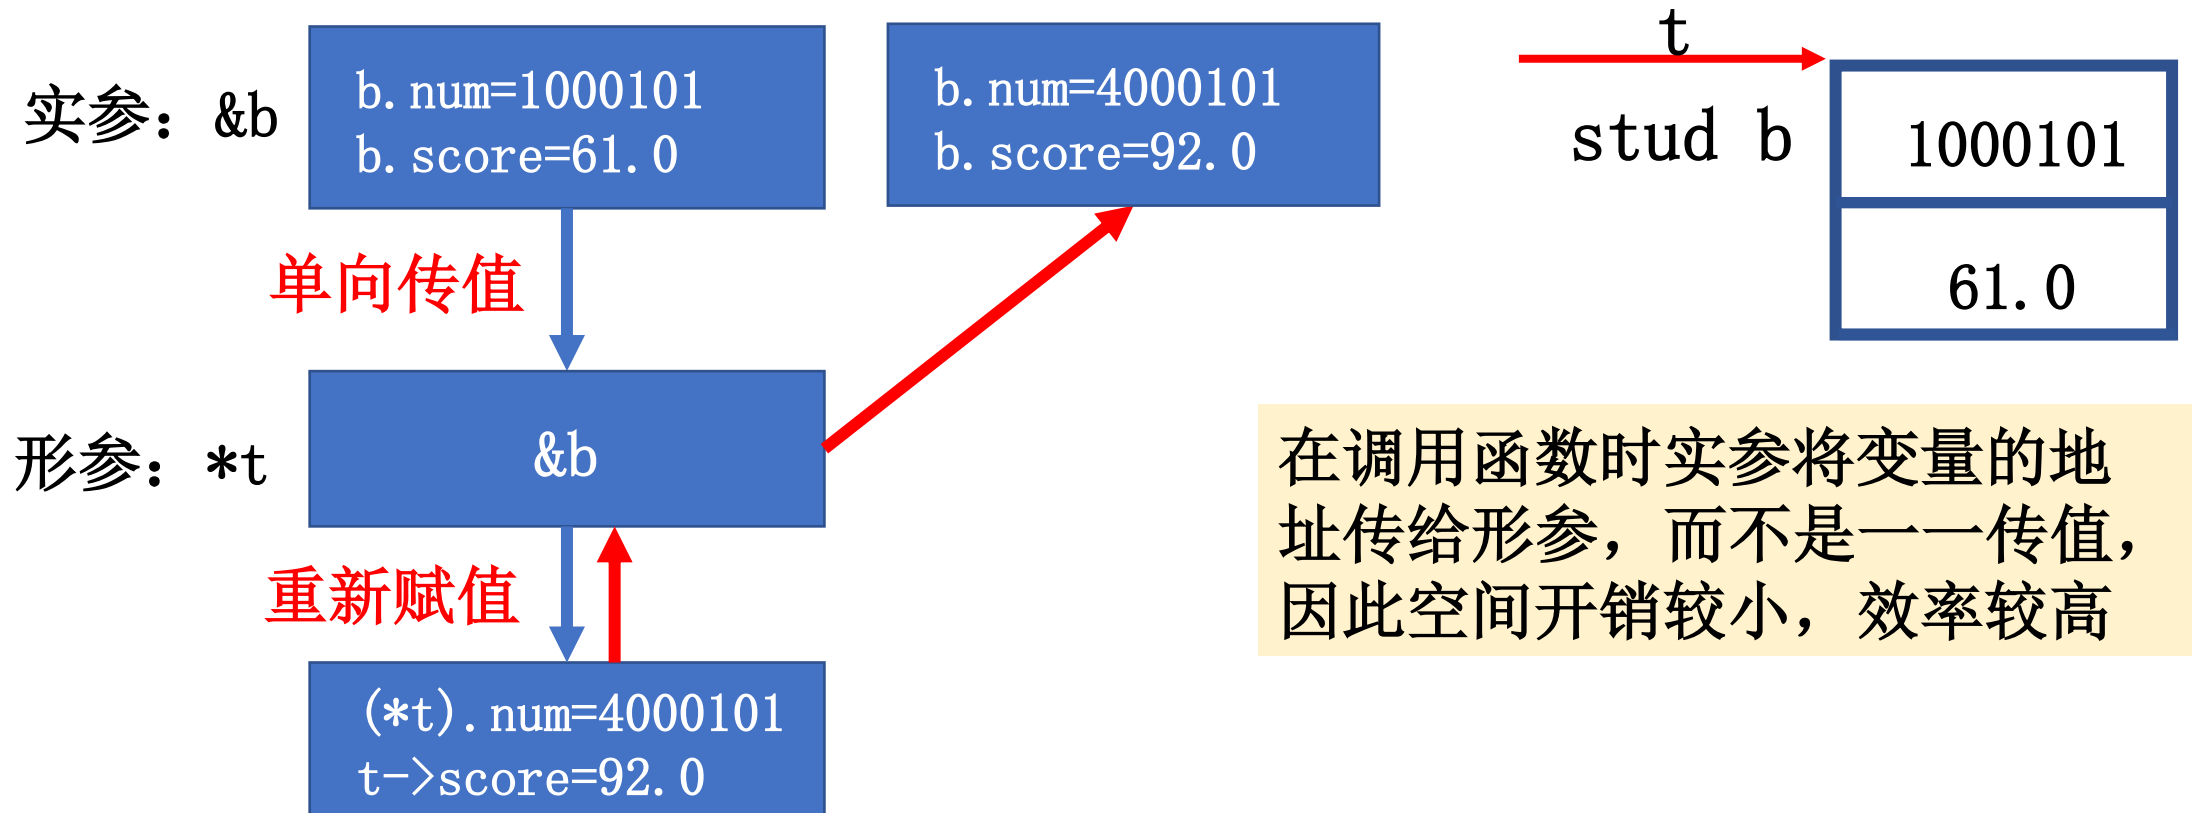 实参：&b
b.num=1000101
b.score=61.0
b.num=4000101
b.score=92.0
t
stud b
1000101
61.0
单向传值
形参：*t
&b
重新赋值
(*t).num=4000101
t->score=92.0
在调用函数时实参将变量的地
址传给形参，而不是一一传值，
因此空间开销较小，效率较高